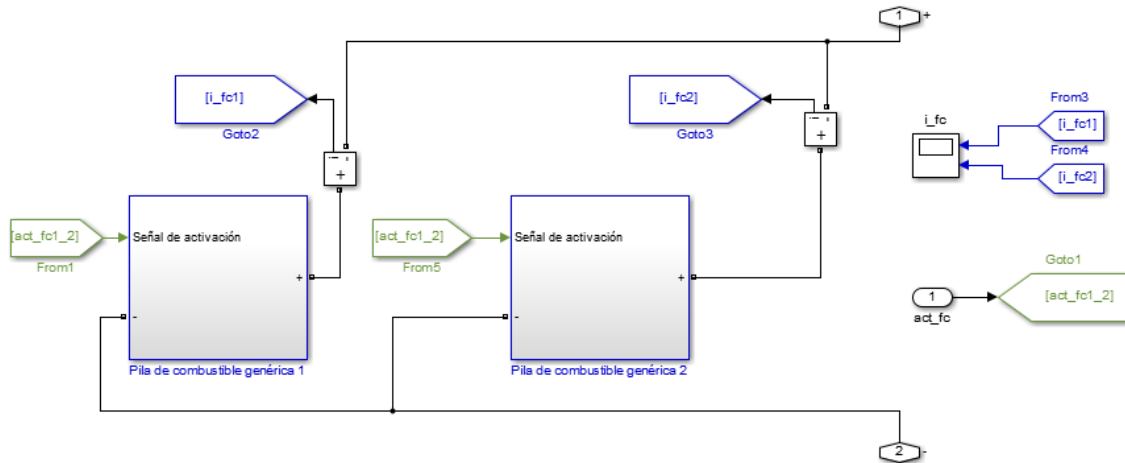 1 +
[i_fc1]
Goto2
[i_fc2]
Goto3
From3
[i_fc1]
From4
[i_fc2]
i_fc
i - +
i - +
[act_fc1_2]
From1
Señal de activación
+
-
Pila de combustible genérica 1
[act_fc1_2]
From5
Señal de activación
+
-
Pila de combustible genérica 2
Goto1
[act_fc1_2]
1
act_fc
2 -